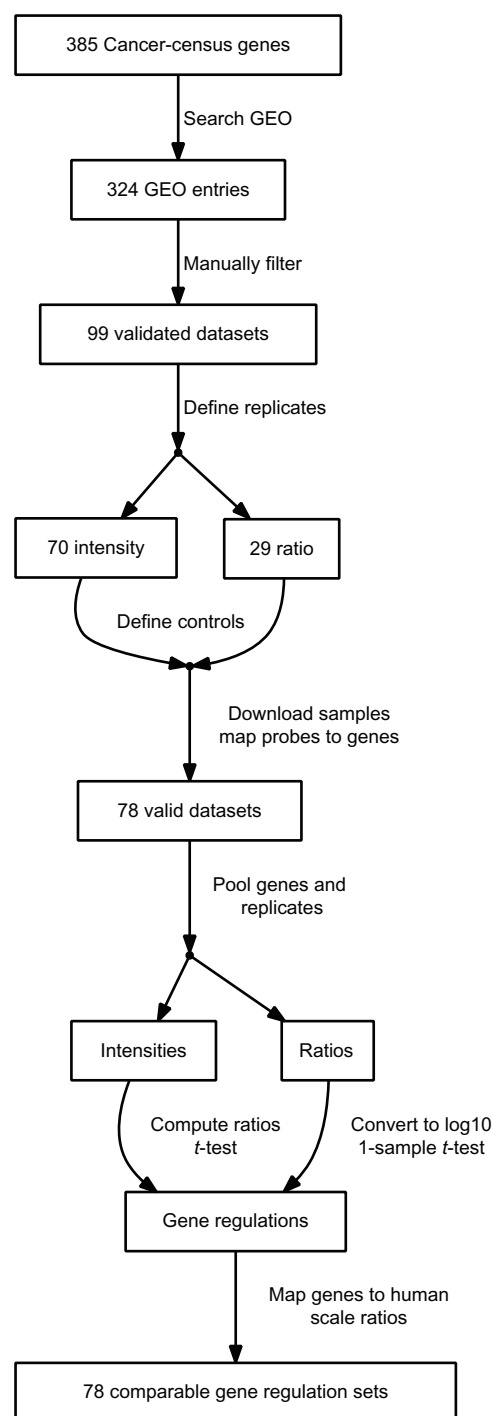 385 Cancer-census genes
Search GEO
324 GEO entries
Manually filter
99 validated datasets
Define replicates
70 intensity
29 ratio
Define controls
Download samples
map probes to genes
78 valid datasets
Pool genes and
replicates
Intensities
Ratios
Compute ratios
t-test
Convert to log10
1-sample t-test
Gene regulations
Map genes to human
scale ratios
78 comparable gene regulation sets